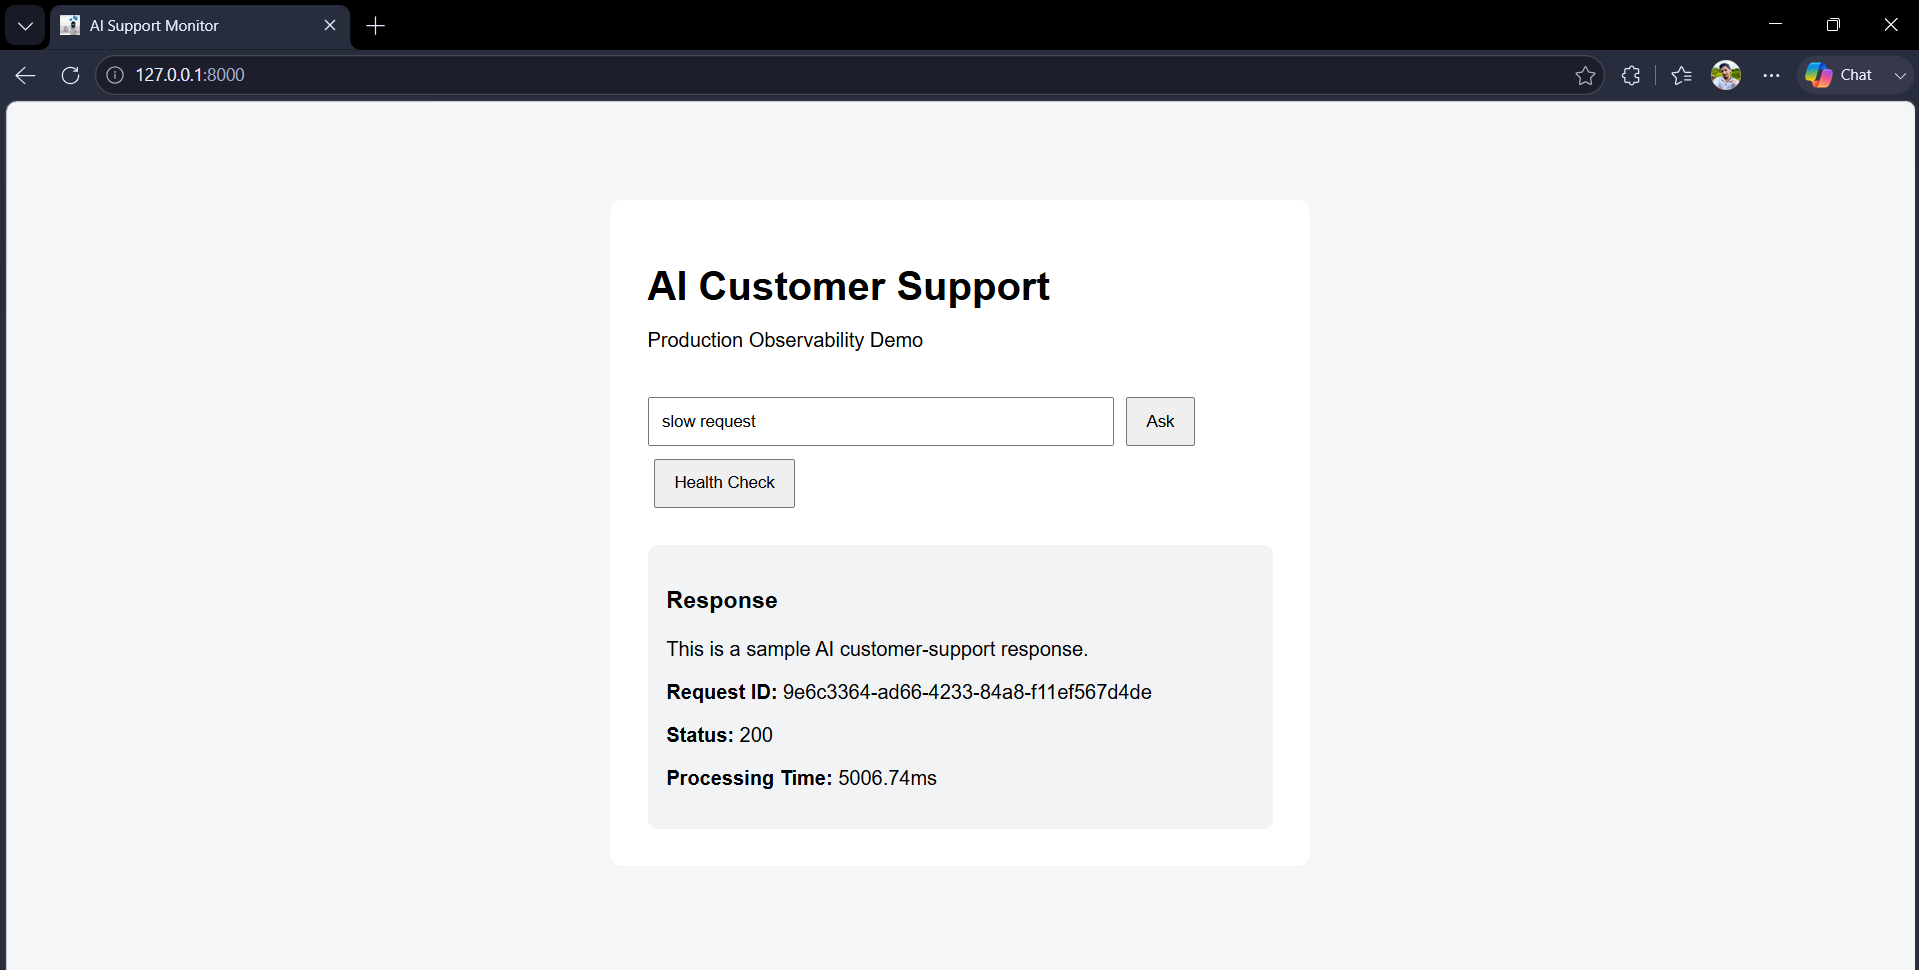 AI Support Monitor
127.0.0.1:8000
Chat
AI Customer Support
Production Observability Demo
slow request
Ask
Health Check
Response
This is a sample AI customer-support response.
Request ID: 9e6c3364-ad66-4233-84a8-f11ef567d4de
Status: 200
Processing Time: 5006.74ms